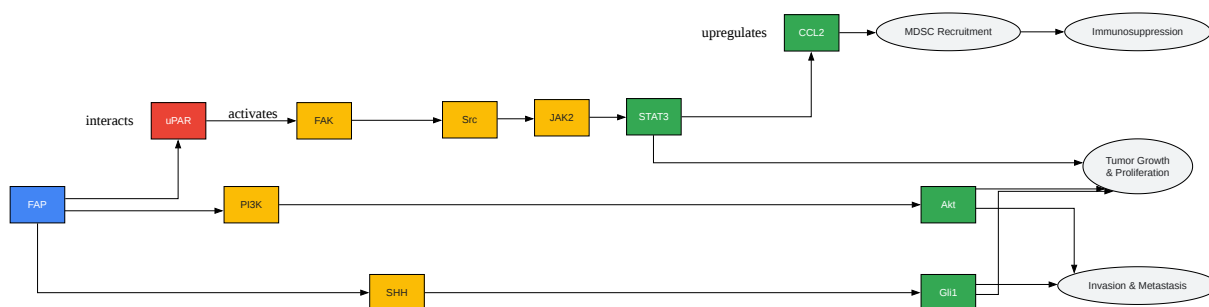 upregulates
CCL2
MDSC Recruitment
Immunosuppression
interacts
uPAR
activates
FAK
Src
JAK2
STAT3
Tumor Growth
& Proliferation
FAP
PI3K
Akt
SHH
Gli1
Invasion & Metastasis